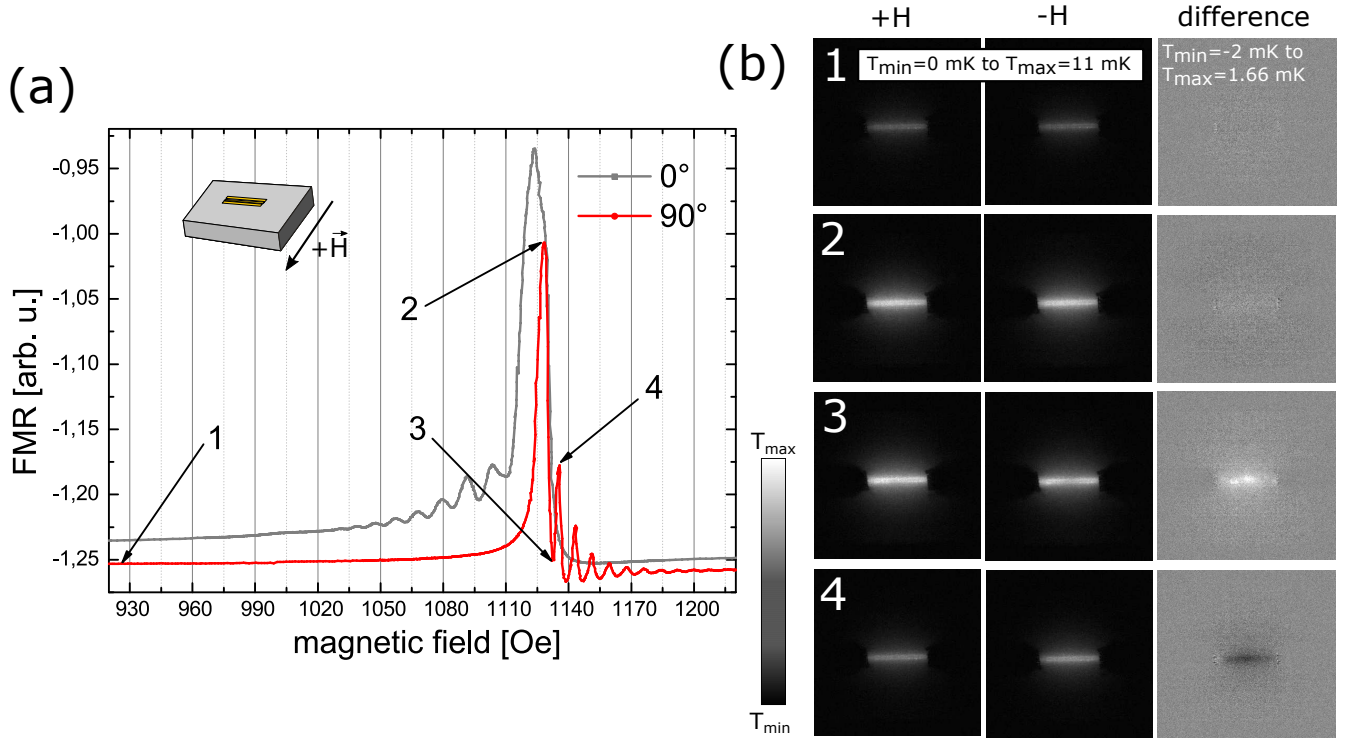 (a)
FMR [arb. u.]
-0,95
-1,00
-1,05
-1,10
-1,15
-1,20
-1,25
930 960 990 1020 1050 1080 1110 1140 1170 1200
magnetic field [Oe]
+H
0°
90°
1
2
3
4
Tmax
Tmin
(b)
+H -H difference
1
Tmin=0 mK to Tmax=11 mK
Tmin=-2 mK to
Tmax=1.66 mK
2
3
4